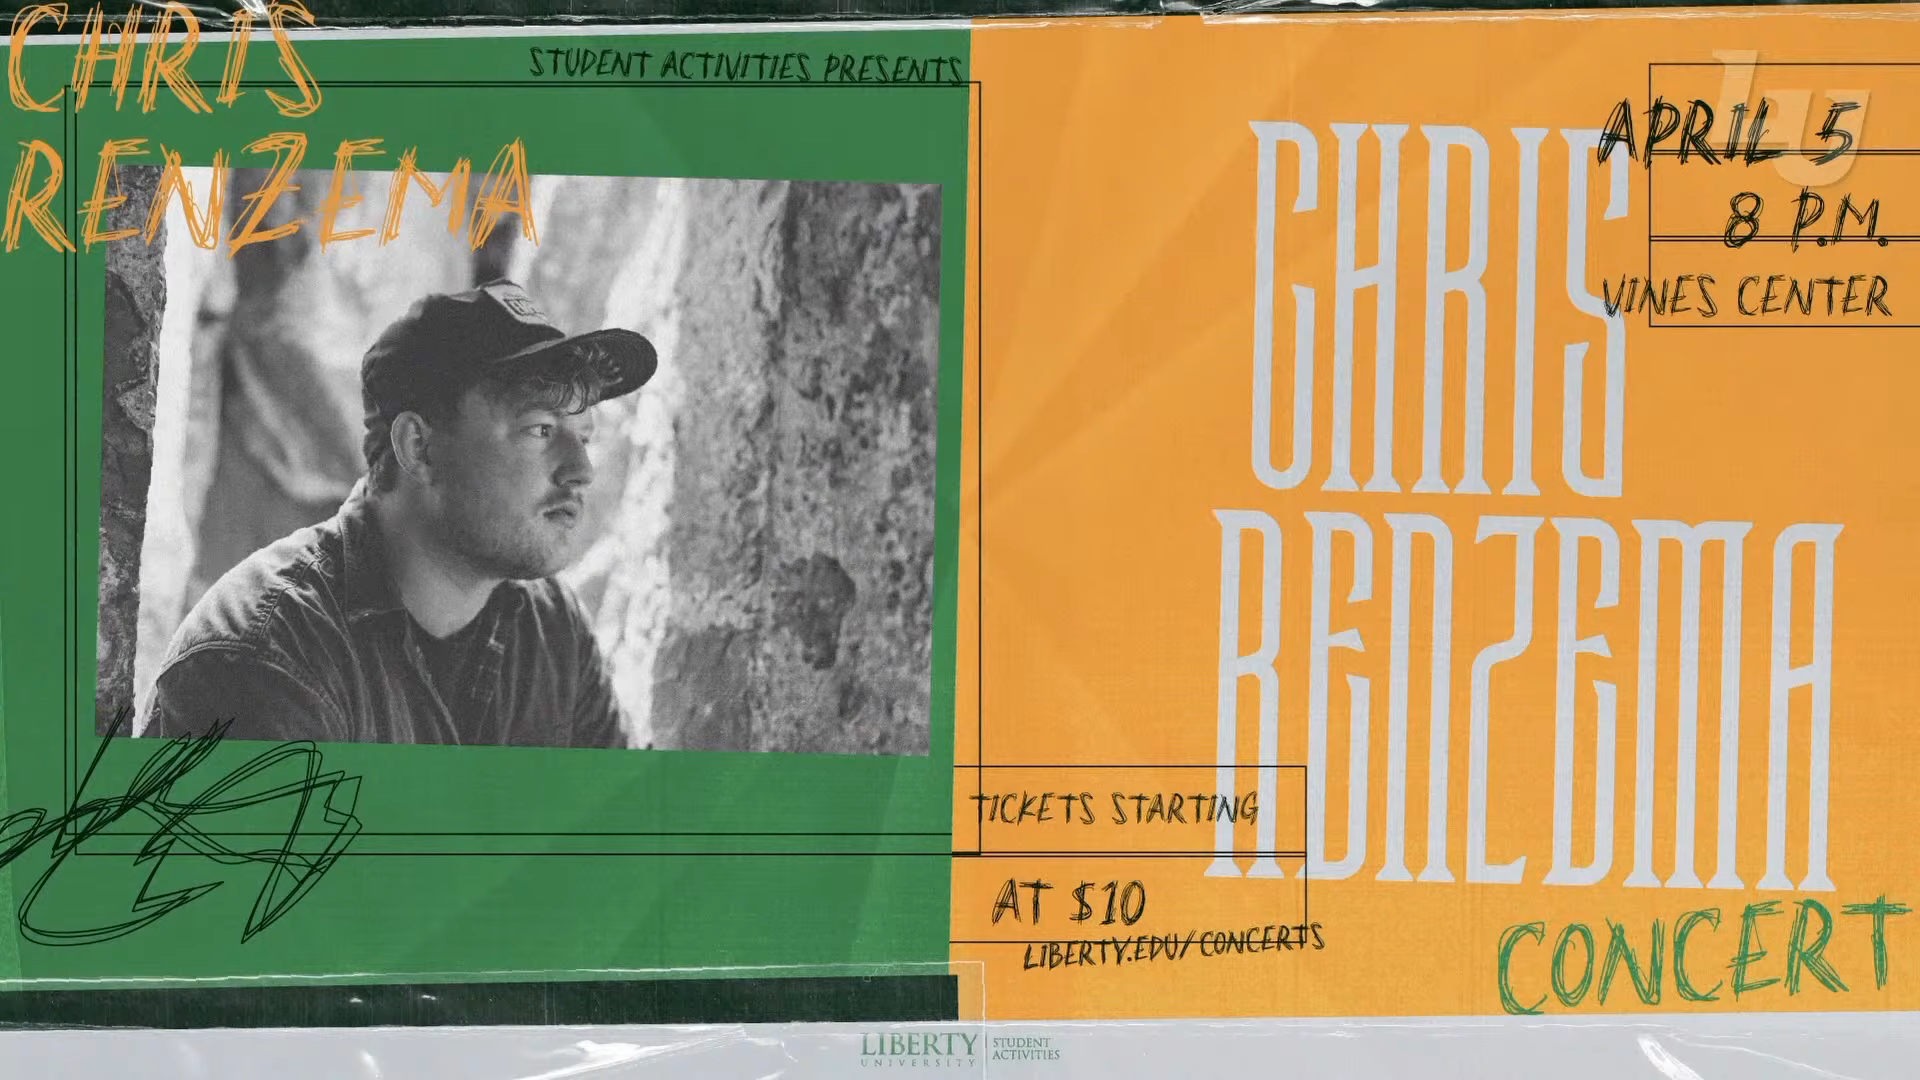 CHRIS
RENZEMA
STUDENT ACTIVITIES PRESENTS
CHRIS
RENZEMA
LU
APRIL 5
8 P.M.
VINES CENTER
TICKETS STARTING
AT $10
LIBERTY.EDU/CONCERTS
CONCERT
LIBERTY
UNIVERSITY
STUDENT
ACTIVITIES